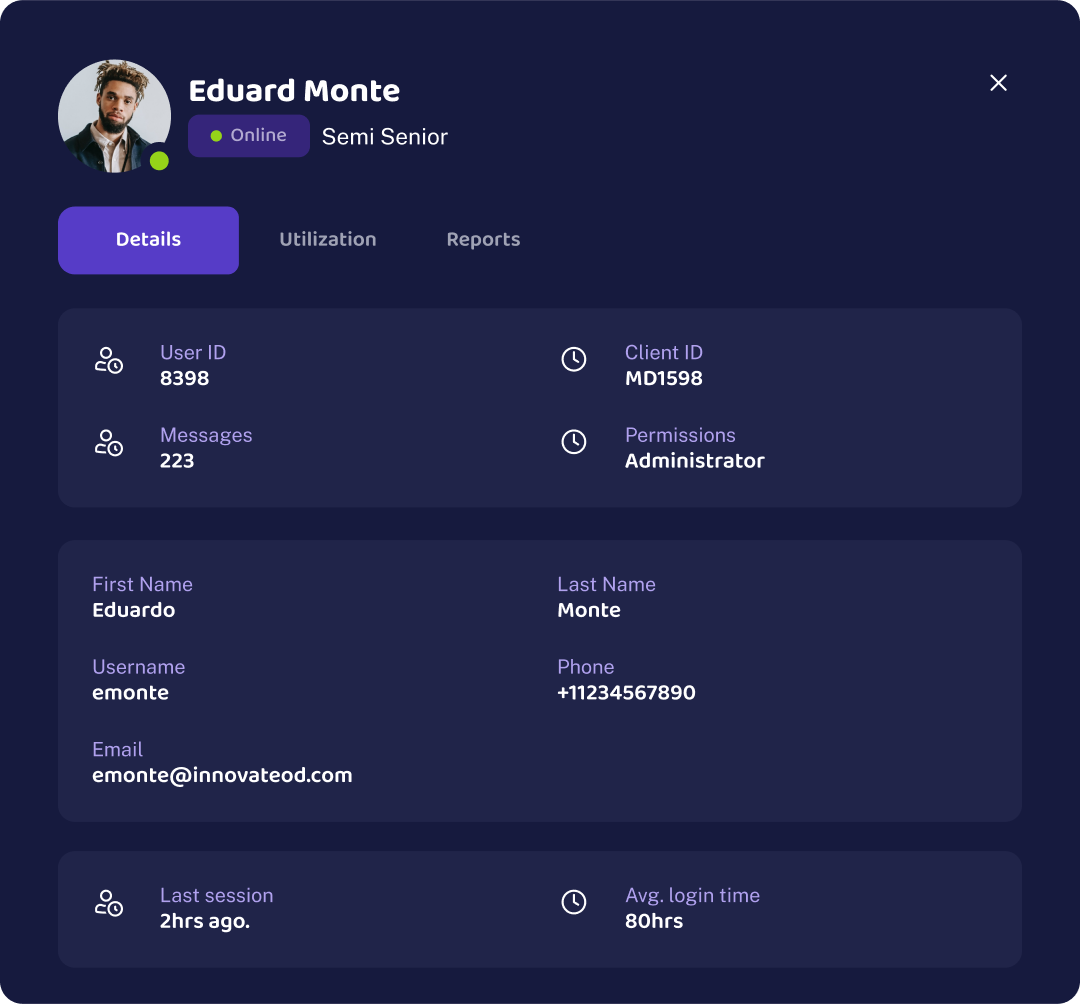 Eduard Monte
Online
Semi Senior
Details
Utilization
Reports
User ID
8398
Client ID
MD1598
Messages
223
Permissions
Administrator
First Name
Eduardo
Last Name
Monte
Username
emonte
Phone
+11234567890
Email
emonte@innovateod.com
Last session
2hrs ago.
Avg. login time
80hrs